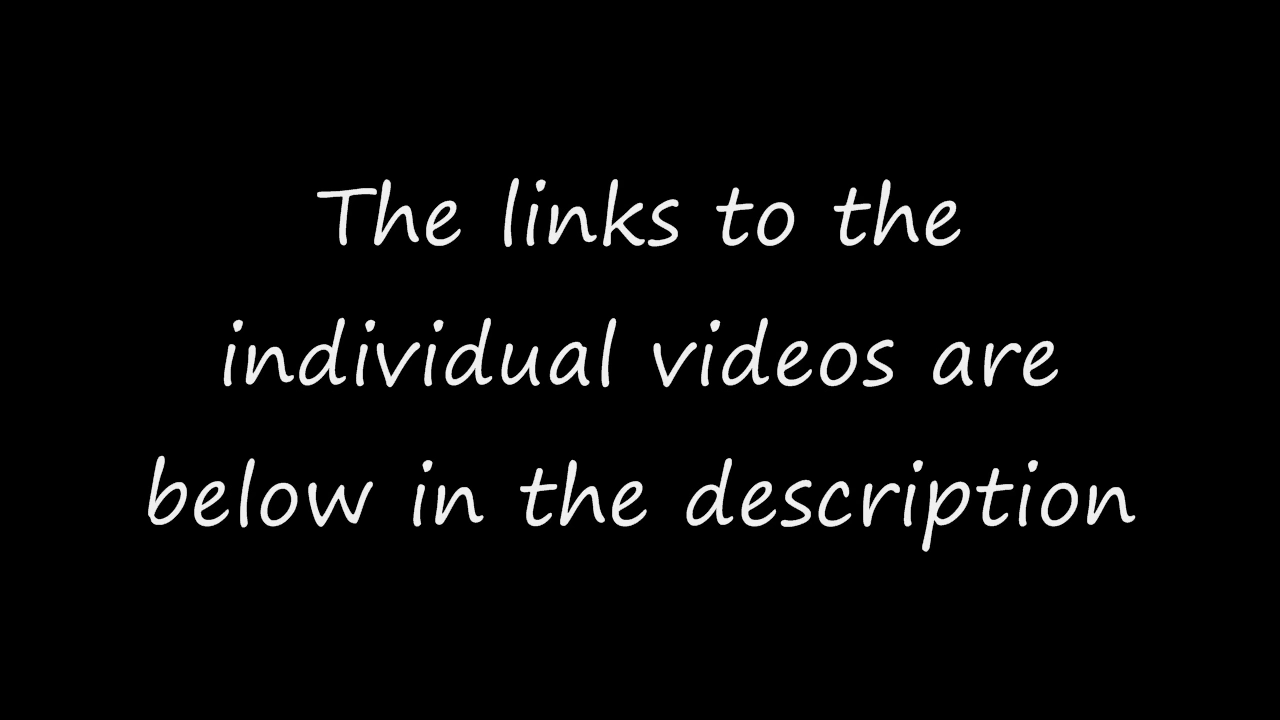 The links to the
individual videos are
below in the description